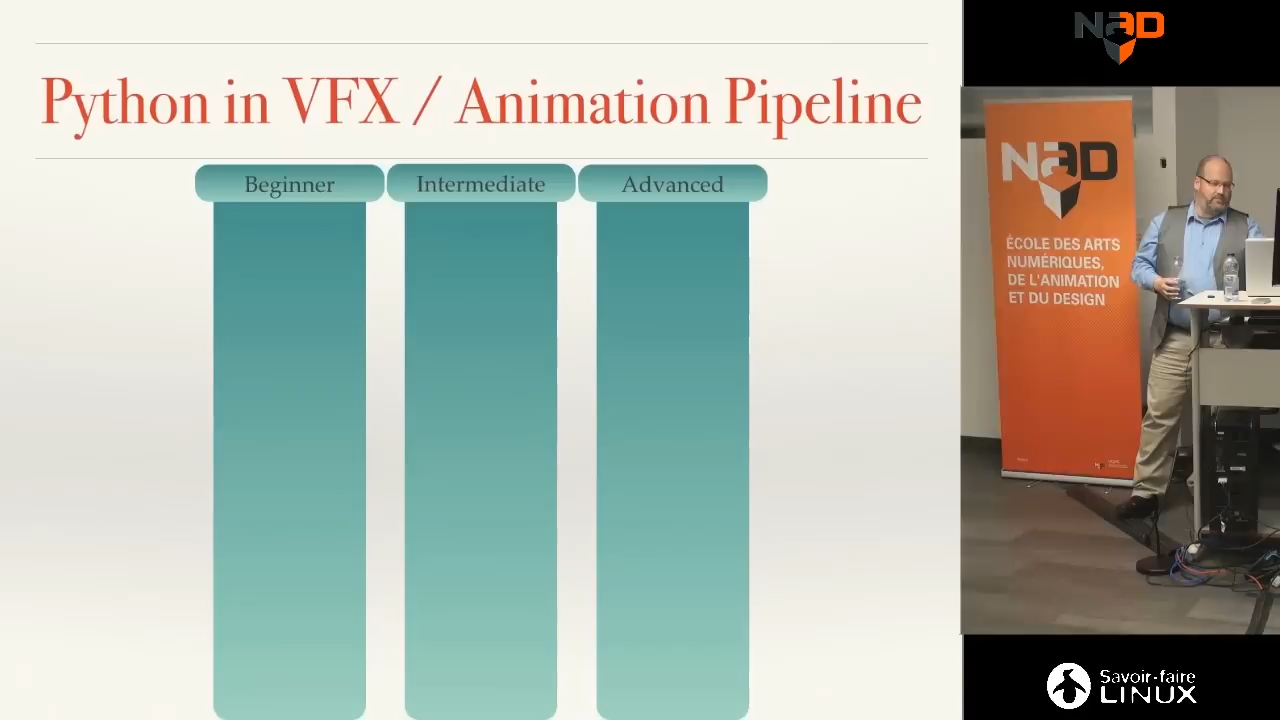 Python in VFX / Animation Pipeline
Beginner
Intermediate
Advanced
NAD
NAD
ÉCOLE DES ARTS
NUMÉRIQUES,
DE L'ANIMATION
ET DU DESIGN
Savoir-faire
LINUX